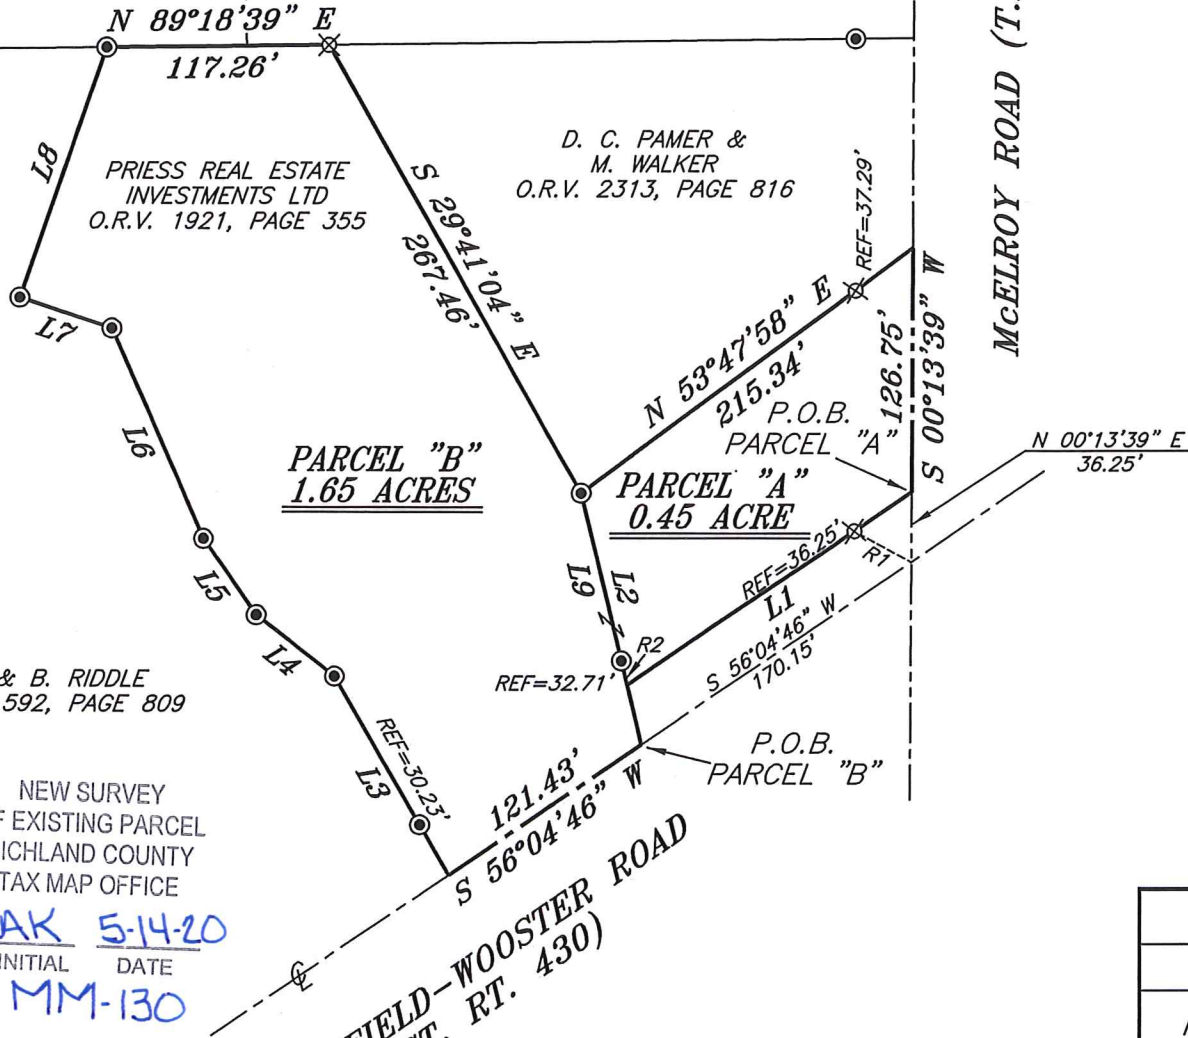 N 89°18'39" E
117.26'
McELROY ROAD (T.
L8
PRIESS REAL ESTATE
INVESTMENTS LTD
O.R.V. 1921, PAGE 355
D. C. PAMER &
M. WALKER
O.R.V. 2313, PAGE 816
S 29°41'04" E
267.46'
REF=37.29'
N 53°47'58" E
215.34'
126.75'
S 00°13'39" W
L7
L6
P.O.B.
PARCEL "A"
N 00°13'39" E
36.25'
PARCEL "B"
1.65 ACRES
PARCEL "A"
0.45 ACRE
REF=36.25'
R1
L5
L9
L2
L1
Z
R2
L4
S 56°04'46" W
170.15'
REF=32.71'
& B. RIDDLE
592, PAGE 809
REF=30.23'
L3
P.O.B.
PARCEL "B"
121.43'
S 56°04'46" W
NEW SURVEY
F EXISTING PARCEL
ICHLAND COUNTY
TAX MAP OFFICE
AK 5-14-20
INITIAL DATE
MM-130
℄
FIELD-WOOSTER ROAD
ST. RT. 430)